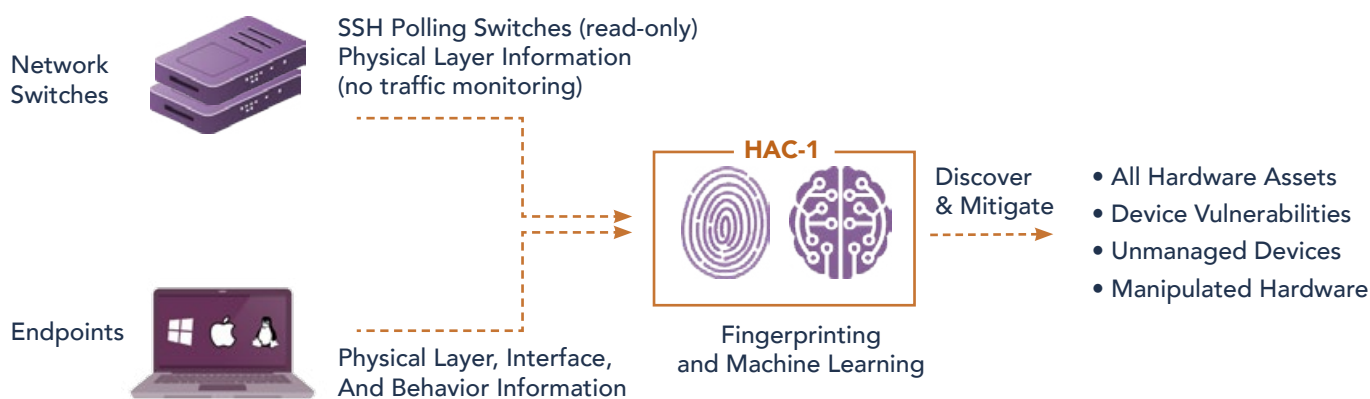 Network
Switches
SSH Polling Switches (read-only)
Physical Layer Information
(no traffic monitoring)
HAC-1
Fingerprinting
and Machine Learning
Discover
& Mitigate
• All Hardware Assets
• Device Vulnerabilities
• Unmanaged Devices
• Manipulated Hardware
Endpoints
Physical Layer, Interface,
And Behavior Information